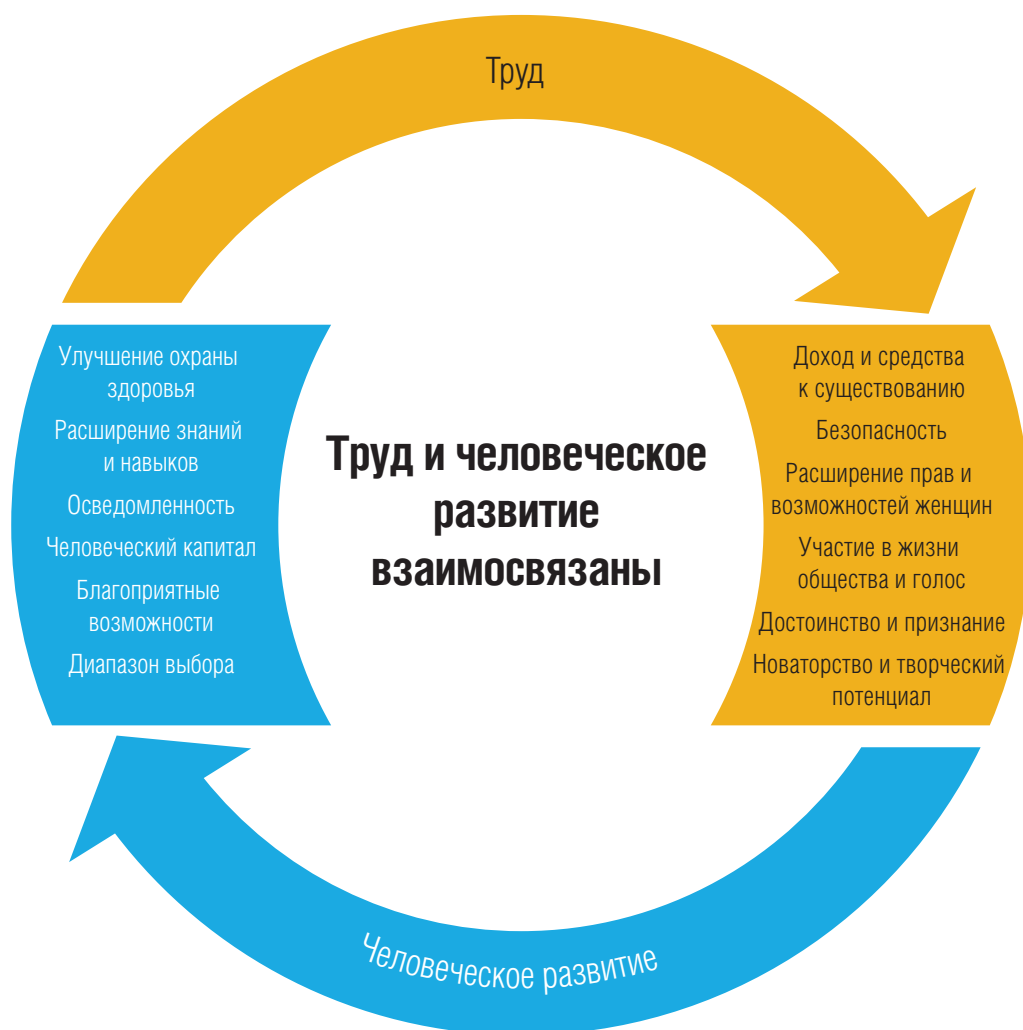 Труд
Улучшение охраны
здоровья
Расширение знаний
и навыков
Осведомленность
Человеческий капитал
Благоприятные
возможности
Диапазон выбора
Труд и человеческое
развитие
взаимосвязаны
Доход и средства
к существованию
Безопасность
Расширение прав и
возможностей женщин
Участие в жизни
общества и голос
Достоинство и признание
Новаторство и творческий
потенциал
Человеческое развитие